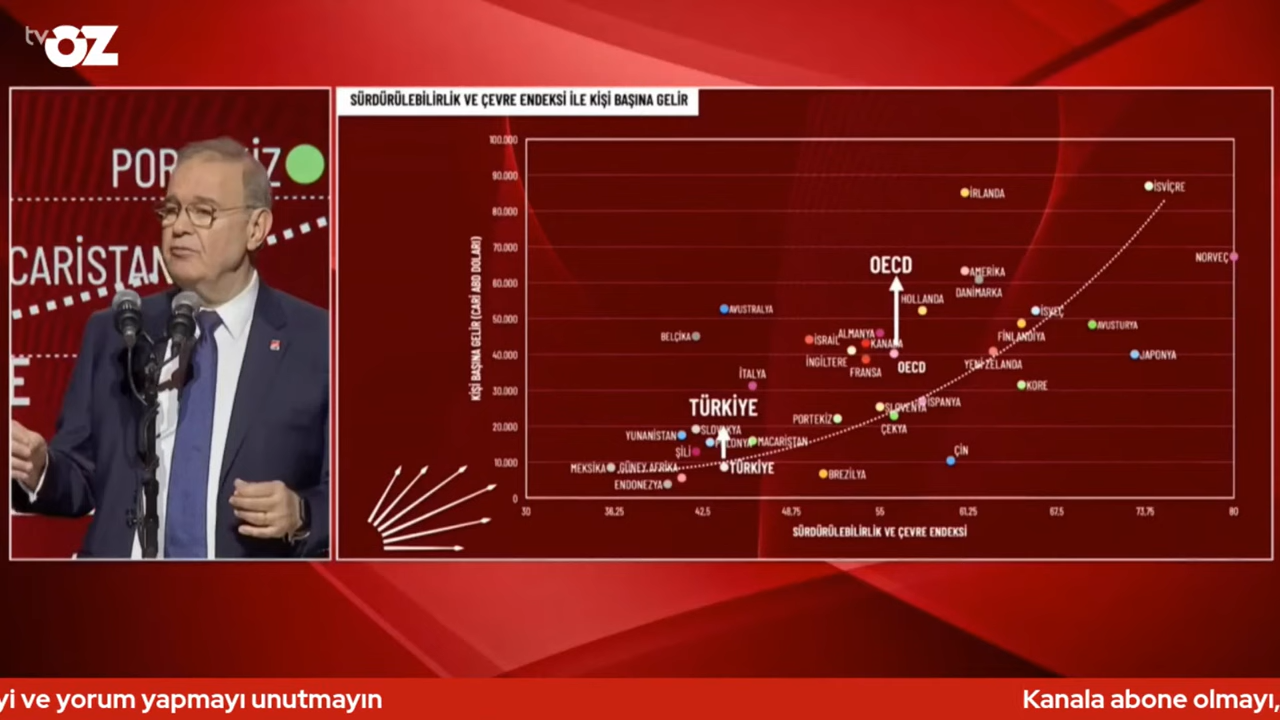 tv ÖZ
POR
İZ
CARİSTAN
E
SÜRDÜRÜLEBİLİRLİK VE ÇEVRE ENDEKSİ İLE KİŞİ BAŞINA GELİR
KİŞİ BAŞINA GELİR (CARİ ABD DOLARI)
100.000
90.000
80.000
70.000
60.000
50.000
40.000
30.000
20.000
10.000
0
İRLANDA
İSVİÇRE
NORVEÇ
OECD
AMERİKA
DANİMARKA
HOLLANDA
AVUSTRALYA
İSVEÇ
BELÇİKA
İSRAİL
ALMANYA
KANADA
FİNLANDİYA
AVUSTURYA
İNGİLTERE
FRANSA
OECD
YENİ ZELANDA
JAPONYA
İTALYA
KORE
TÜRKİYE
PORTEKİZ
SLOVENYA
İSPANYA
ÇEKYA
YUNANİSTAN
SLOVAKYA
POLONYA
MACARİSTAN
ŞİLİ
ÇİN
MEKSİKA
GÜNEY AFRİKA
TÜRKİYE
BREZİLYA
ENDONEZYA
30 38,25 42,5 48,75 55 61,25 67,5 73,75 80
SÜRDÜRÜLEBİLİRLİK VE ÇEVRE ENDEKSİ
yi ve yorum yapmayı unutmayın
Kanala abone olmayı,